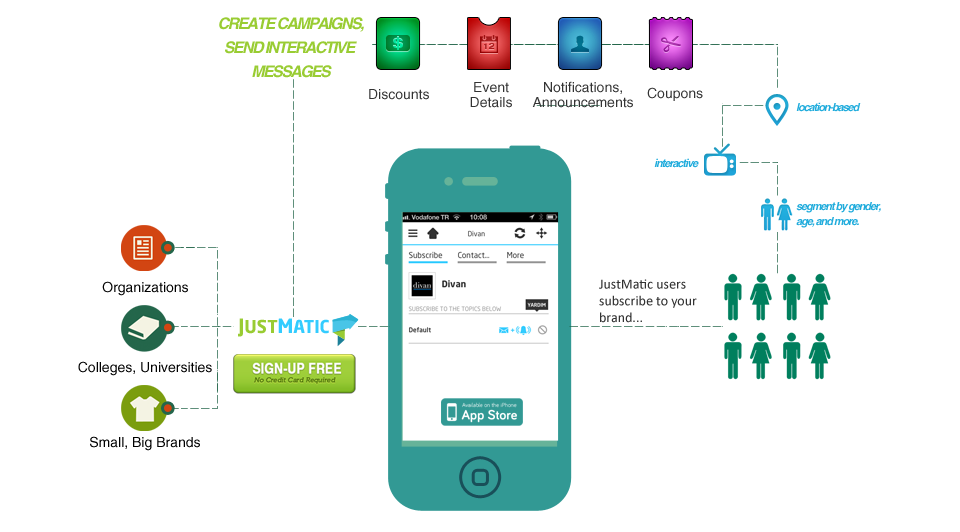 CREATE CAMPAIGNS,
SEND INTERACTIVE
MESSAGES
$
12
Discounts
Event
Details
Notifications,
Announcements
Coupons
location-based
interactive
segment by gender,
age, and more.
Organizations
Colleges, Universities
Small, Big Brands
JUSTMATIC
SIGN-UP FREE
No Credit Card Required
Vodafone TR
10:08
Divan
Subscribe
Contact...
More
divan
Divan
SUBSCRIBE TO THE TOPICS BELOW
YARDIM
Default
+
Available on the iPhone
App Store
JustMatic users
subscribe to your
brand...